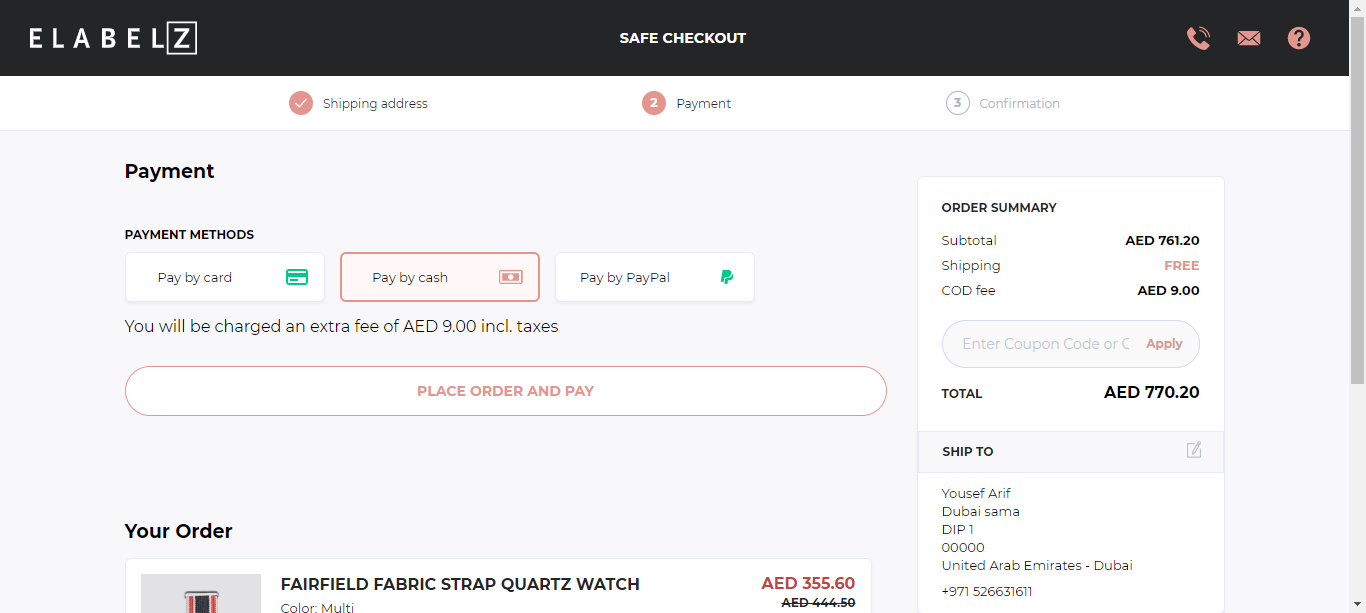 ELABELZ
SAFE CHECKOUT
Shipping address
2 Payment
3 Confirmation
Payment
PAYMENT METHODS
Pay by card
Pay by cash
Pay by PayPal
You will be charged an extra fee of AED 9.00 incl. taxes
PLACE ORDER AND PAY
Your Order
FAIRFIELD FABRIC STRAP QUARTZ WATCH
AED 355.60
AED 444.50
Color: Multi
ORDER SUMMARY
Subtotal AED 761.20
Shipping FREE
COD fee AED 9.00
Enter Coupon Code or C Apply
TOTAL AED 770.20
SHIP TO
Yousef Arif
Dubai sama
DIP 1
00000
United Arab Emirates - Dubai
+971 526631611